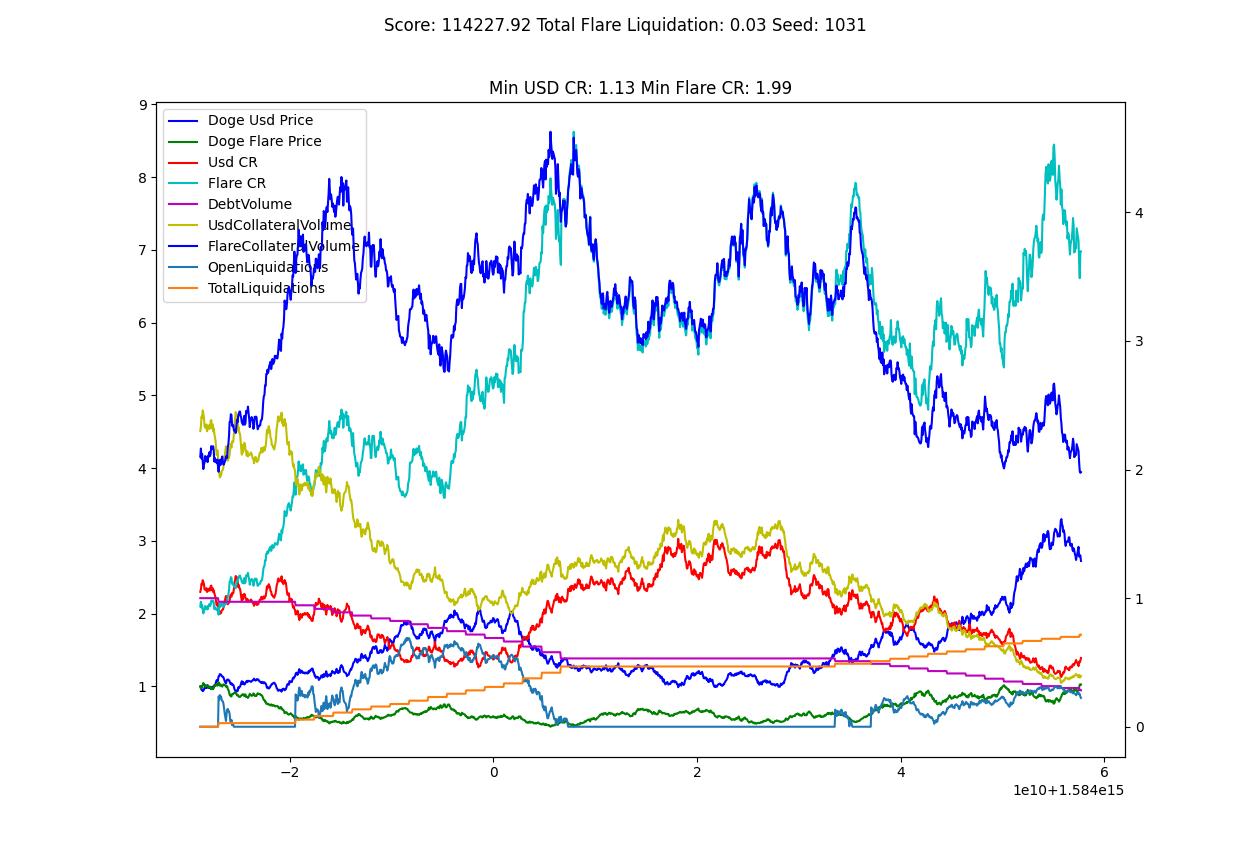 Score: 114227.92 Total Flare Liquidation: 0.03 Seed: 1031
Min USD CR: 1.13 Min Flare CR: 1.99
9
8
7
6
5
4
3
2
1
Doge Usd Price
Doge Flare Price
Usd CR
Flare CR
DebtVolume
UsdCollateralVolume
FlareCollateralVolume
OpenLiquidations
TotalLiquidations
4
3
2
1
0
−2 0 2 4 6
1e10+1.584e15